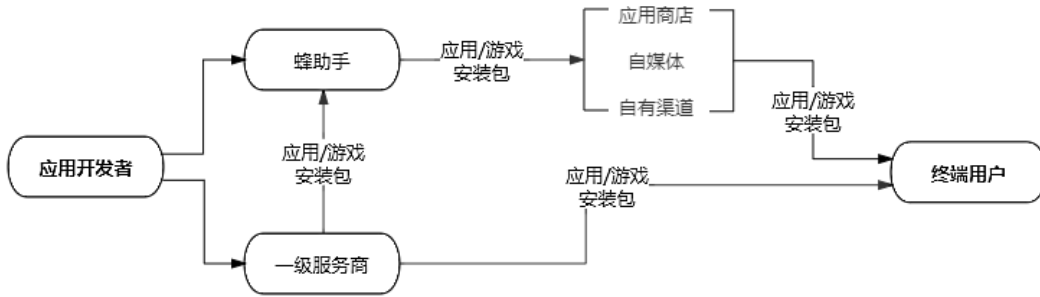 应用开发者
蜂助手
应用/游戏
安装包
应用商店
自媒体
自有渠道
应用/游戏
安装包
应用/游戏
安装包
一级服务商
应用/游戏
安装包
终端用户